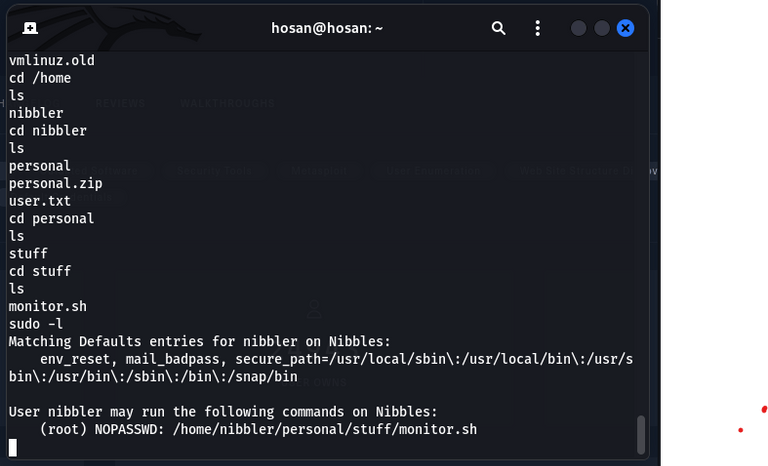 hosan@hosan: ~
vmlinuz.old
cd /home
ls
nibbler
cd nibbler
ls
personal
personal.zip
user.txt
cd personal
ls
stuff
cd stuff
ls
monitor.sh
sudo -l
Matching Defaults entries for nibbler on Nibbles:
    env_reset, mail_badpass, secure_path=/usr/local/sbin\:/usr/local/bin\:/usr/s
bin\:/usr/bin\:/sbin\:/bin\:/snap/bin
User nibbler may run the following commands on Nibbles:
    (root) NOPASSWD: /home/nibbler/personal/stuff/monitor.sh
REVIEWS WALKTHROUGHS